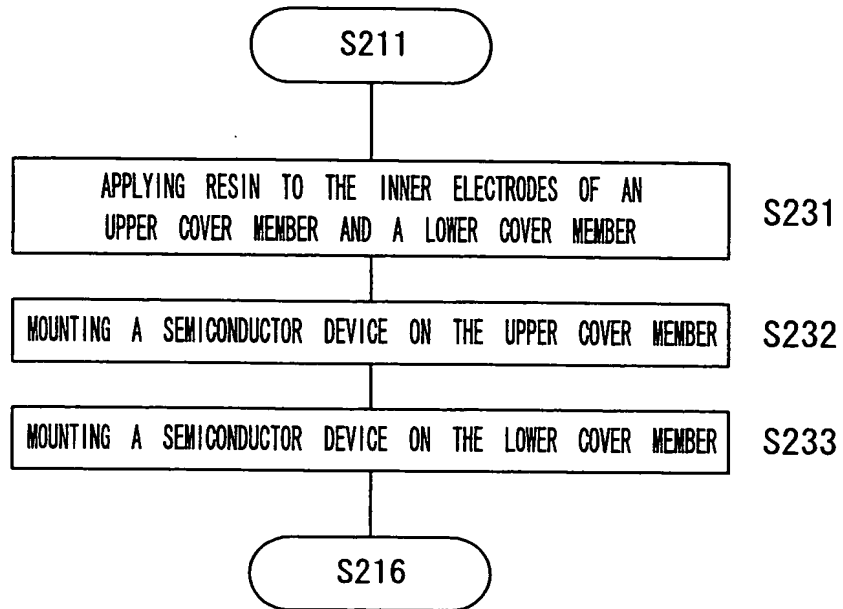 S211
APPLYING RESIN TO THE INNER ELECTRODES OF AN
UPPER COVER MEMBER AND A LOWER COVER MEMBER
S231
MOUNTING A SEMICONDUCTOR DEVICE ON THE UPPER COVER MEMBER
S232
MOUNTING A SEMICONDUCTOR DEVICE ON THE LOWER COVER MEMBER
S233
S216